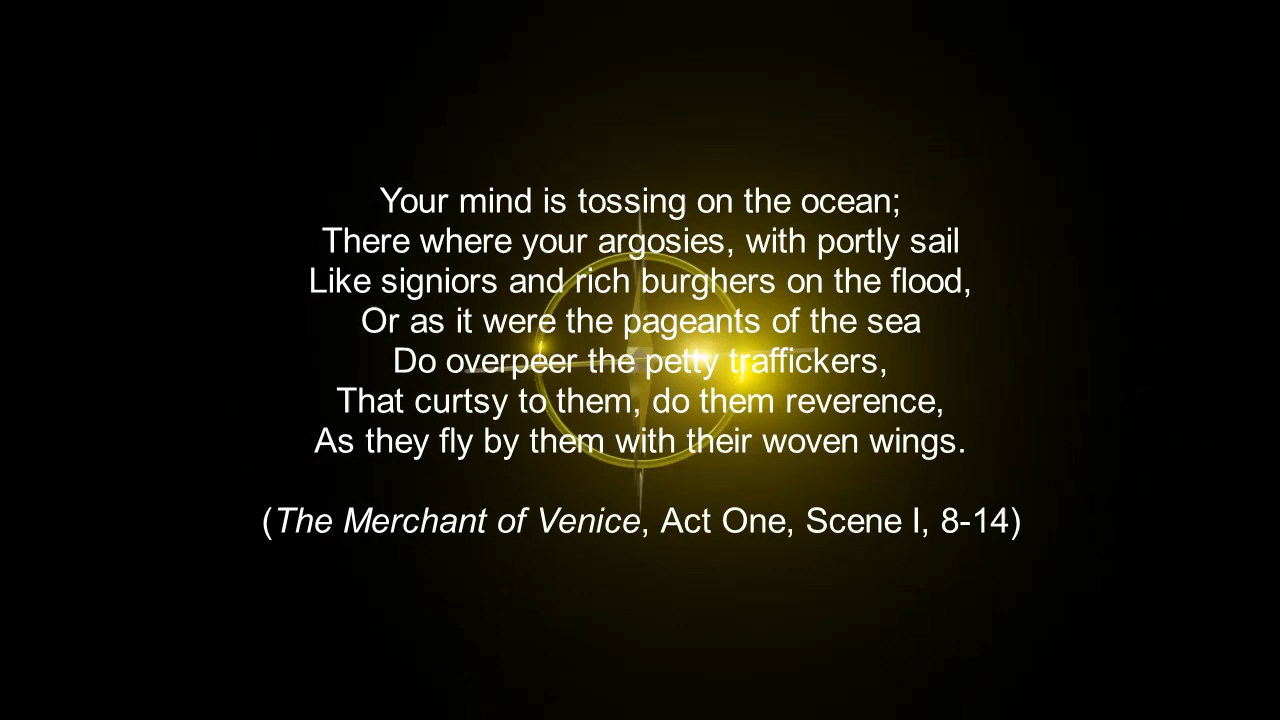 Your mind is tossing on the ocean;
There where your argosies, with portly sail
Like signiors and rich burghers on the flood,
Or as it were the pageants of the sea
Do overpeer the petty traffickers,
That curtsy to them, do them reverence,
As they fly by them with their woven wings.
(The Merchant of Venice, Act One, Scene I, 8-14)